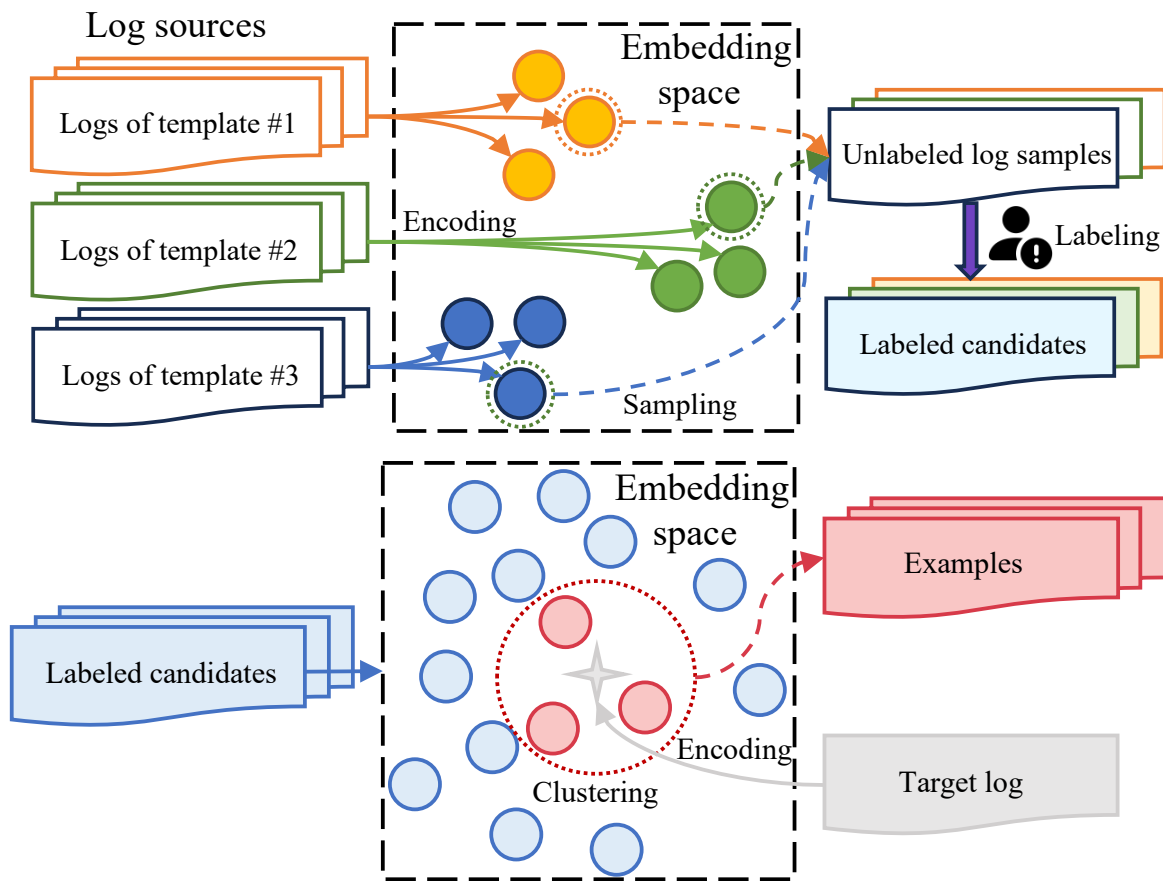 Log sources
Embedding
space
Logs of template #1
Unlabeled log samples
Encoding
Logs of template #2
Labeling
Logs of template #3
Labeled candidates
Sampling
Embedding
space
Examples
Labeled candidates
Encoding
Clustering
Target log